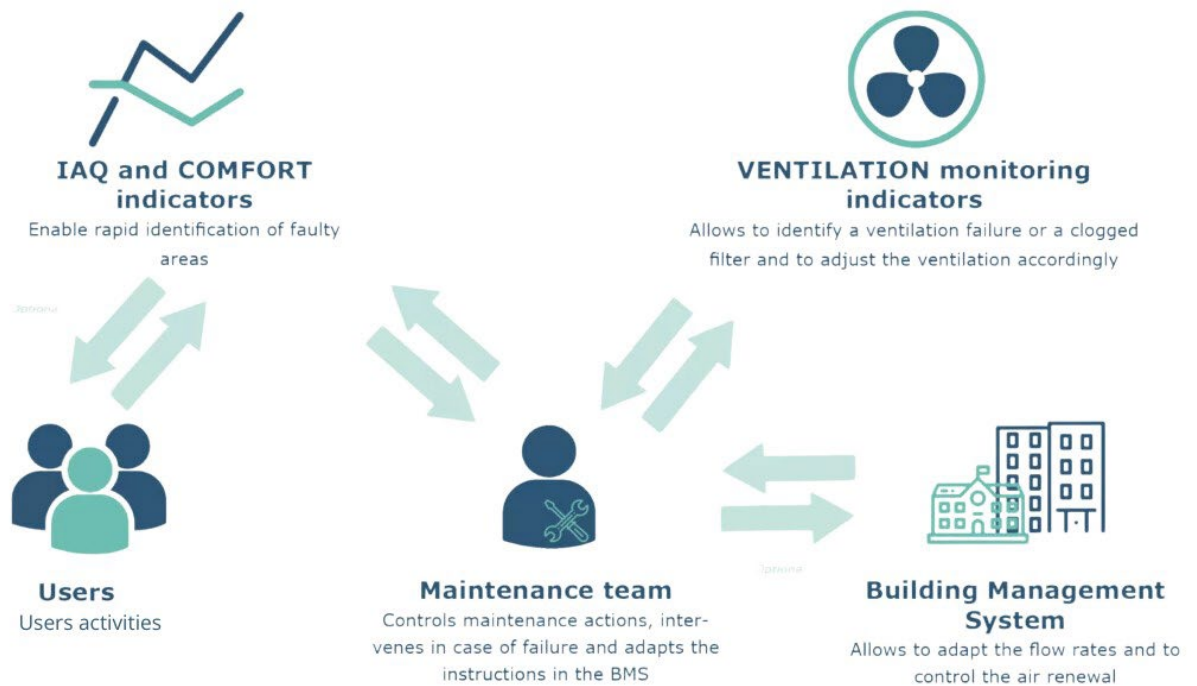 IAQ and COMFORT
indicators
Enable rapid identification of faulty
areas
VENTILATION monitoring
indicators
Allows to identify a ventilation failure or a clogged
filter and to adjust the ventilation accordingly
Users
Users activities
Maintenance team
Controls maintenance actions, inter-
venes in case of failure and adapts the
instructions in the BMS
Building Management
System
Allows to adapt the flow rates and to
control the air renewal